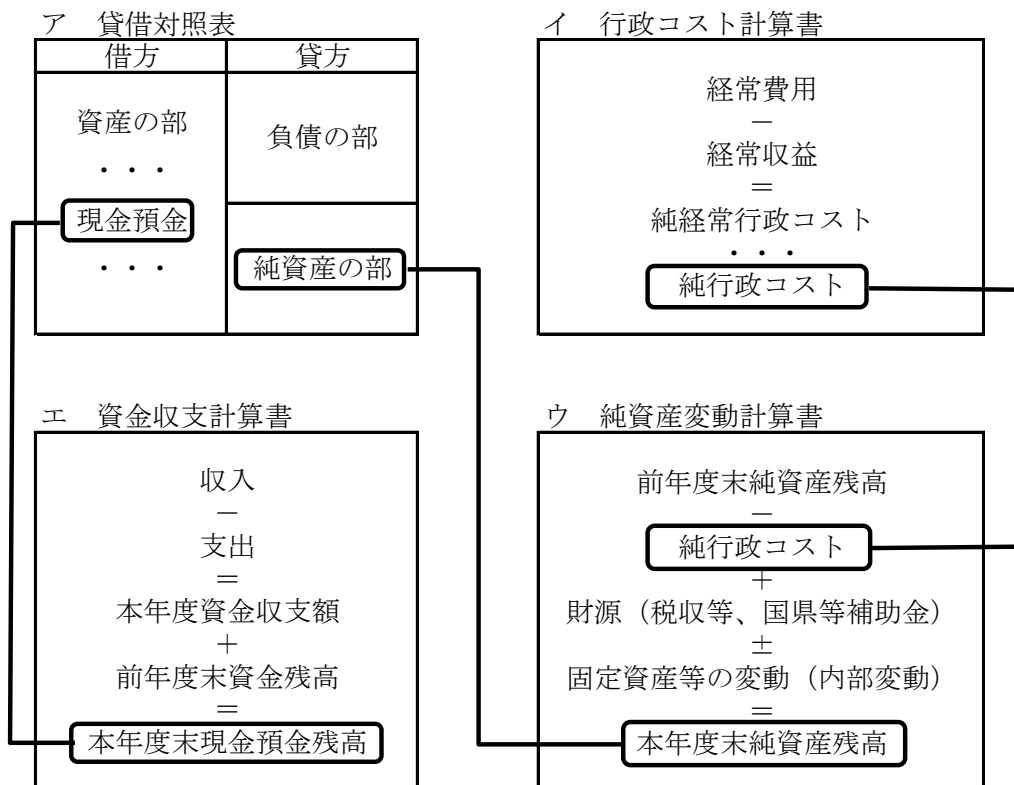 ア　貸借対照表
借方
貸方
資産の部
・・・
現金預金
・・・
負債の部
純資産の部
イ　行政コスト計算書
経常費用
－
経常収益
＝
純経常行政コスト
・・・
純行政コスト
エ　資金収支計算書
収入
－
支出
＝
本年度資金収支額
＋
前年度末資金残高
＝
本年度末現金預金残高
ウ　純資産変動計算書
前年度末純資産残高
－
純行政コスト
＋
財源（税収等、国県等補助金）
±
固定資産等の変動（内部変動）
＝
本年度末純資産残高